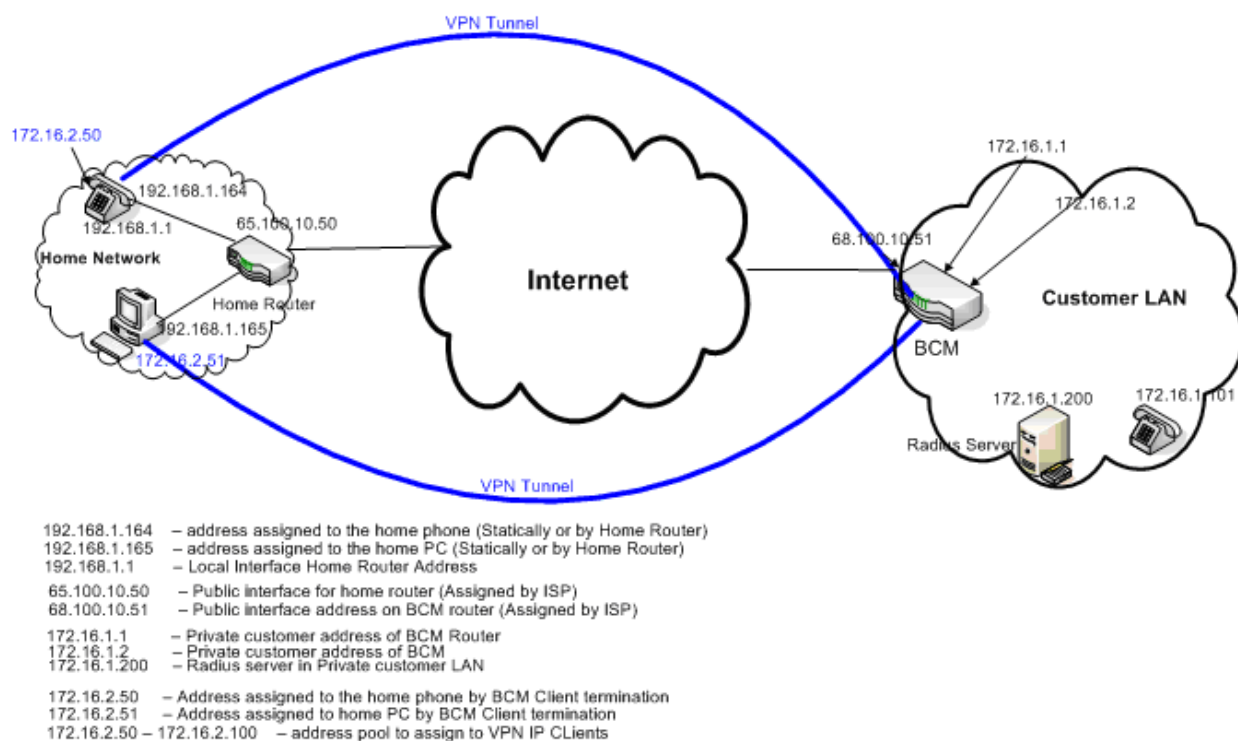 VPN Tunnel
172.16.2.50
192.168.1.164
192.168.1.1
65.100.10.50
Home Network
Home Router
192.168.1.165
172.16.2.51
Internet
172.16.1.1
172.16.1.2
68.100.10.51
Customer LAN
BCM
172.16.1.200
172.16.1.101
Radius Server
VPN Tunnel
192.168.1.164 – address assigned to the home phone (Statically or by Home Router)
192.168.1.165 – address assigned to the home PC (Statically or by Home Router)
192.168.1.1 – Local Interface Home Router Address
65.100.10.50 – Public interface for home router (Assigned by ISP)
68.100.10.51 – Public interface address on BCM router (Assigned by ISP)
172.16.1.1 – Private customer address of BCM Router
172.16.1.2 – Private customer address of BCM
172.16.1.200 – Radius server in Private customer LAN
172.16.2.50 – Address assigned to the home phone by BCM Client termination
172.16.2.51 – Address assigned to home PC by BCM Client termination
172.16.2.50 – 172.16.2.100 – address pool to assign to VPN IP CLients